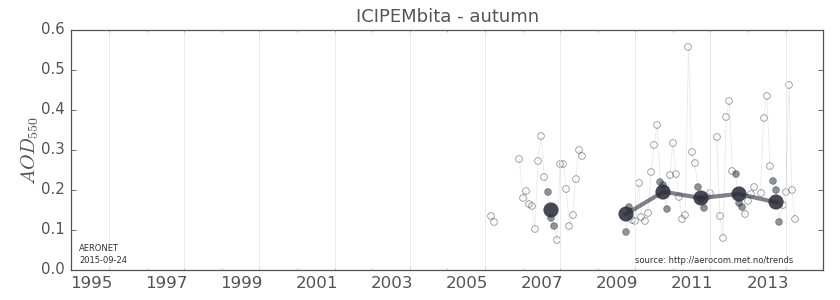 ICIPEMbita - autumn
0.6
0.5
0.4
0.3
0.2
0.1
0.0
AOD550
AERONET
2015-09-24
source: http://aerocom.met.no/trends
1995 1997 1999 2001 2003 2005 2007 2009 2011 2013